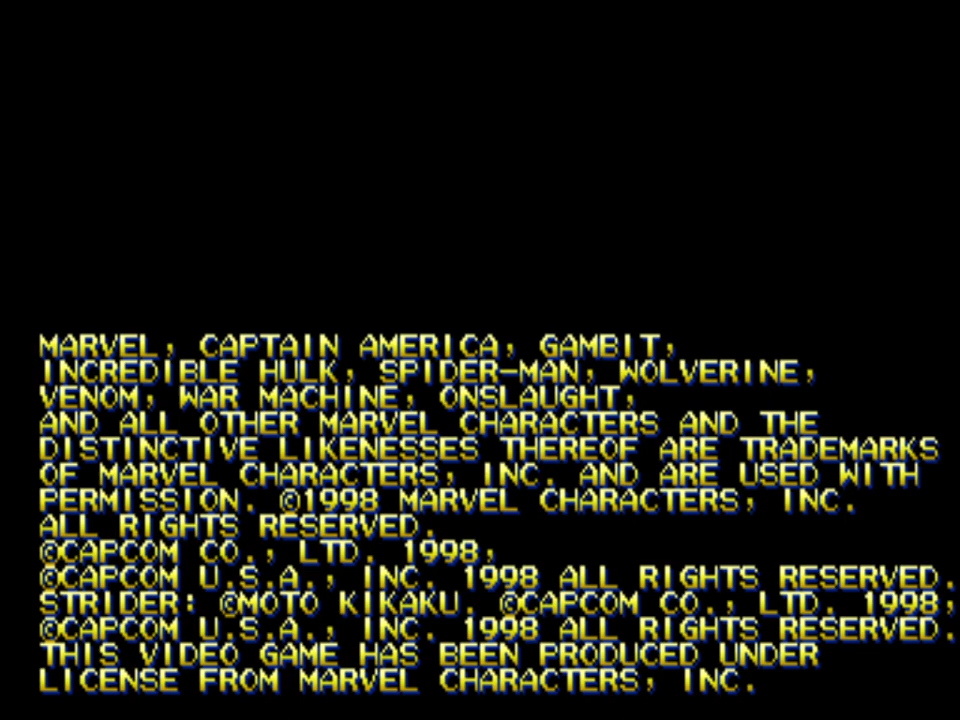 MARVEL, CAPTAIN AMERICA, GAMBIT,
INCREDIBLE HULK, SPIDER-MAN, WOLVERINE,
VENOM, WAR MACHINE, ONSLAUGHT,
AND ALL OTHER MARVEL CHARACTERS AND THE
DISTINCTIVE LIKENESSES THEREOF ARE TRADEMARKS
OF MARVEL CHARACTERS, INC. AND ARE USED WITH
PERMISSION. ©1998 MARVEL CHARACTERS, INC.
ALL RIGHTS RESERVED.
©CAPCOM CO., LTD. 1998,
©CAPCOM U.S.A., INC. 1998 ALL RIGHTS RESERVED.
STRIDER: ©MOTO KIKAKU. ©CAPCOM CO., LTD. 1998,
©CAPCOM U.S.A., INC. 1998 ALL RIGHTS RESERVED.
THIS VIDEO GAME HAS BEEN PRODUCED UNDER
LICENSE FROM MARVEL CHARACTERS, INC.